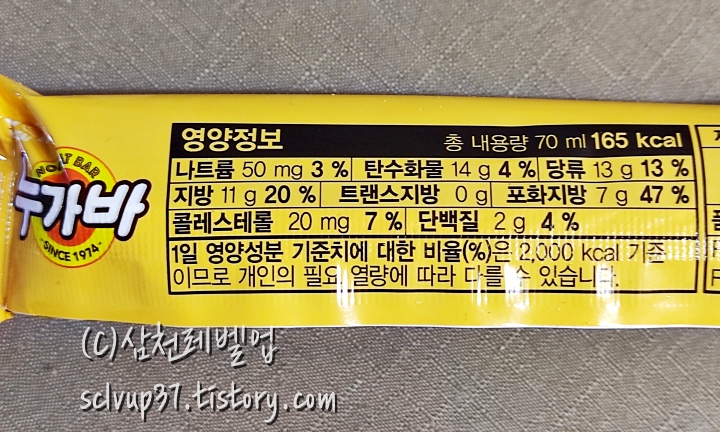 영양정보 총 내용량 70 ml 165 kcal
나트륨 50 mg 3 % 탄수화물 14 g 4 % 당류 13 g 13 %
지방 11 g 20 % 트랜스지방 0 g 포화지방 7 g 47 %
콜레스테롤 20 mg 7 % 단백질 2 g 4 %
1일 영양성분 기준치에 대한 비율(%)은 2,000 kcal 기준
이므로 개인의 필요 열량에 따라 다를 수 있습니다.
BAR
누가바
SINCE 1974
(C)삼천레벨업
sclvup37.tistory.com